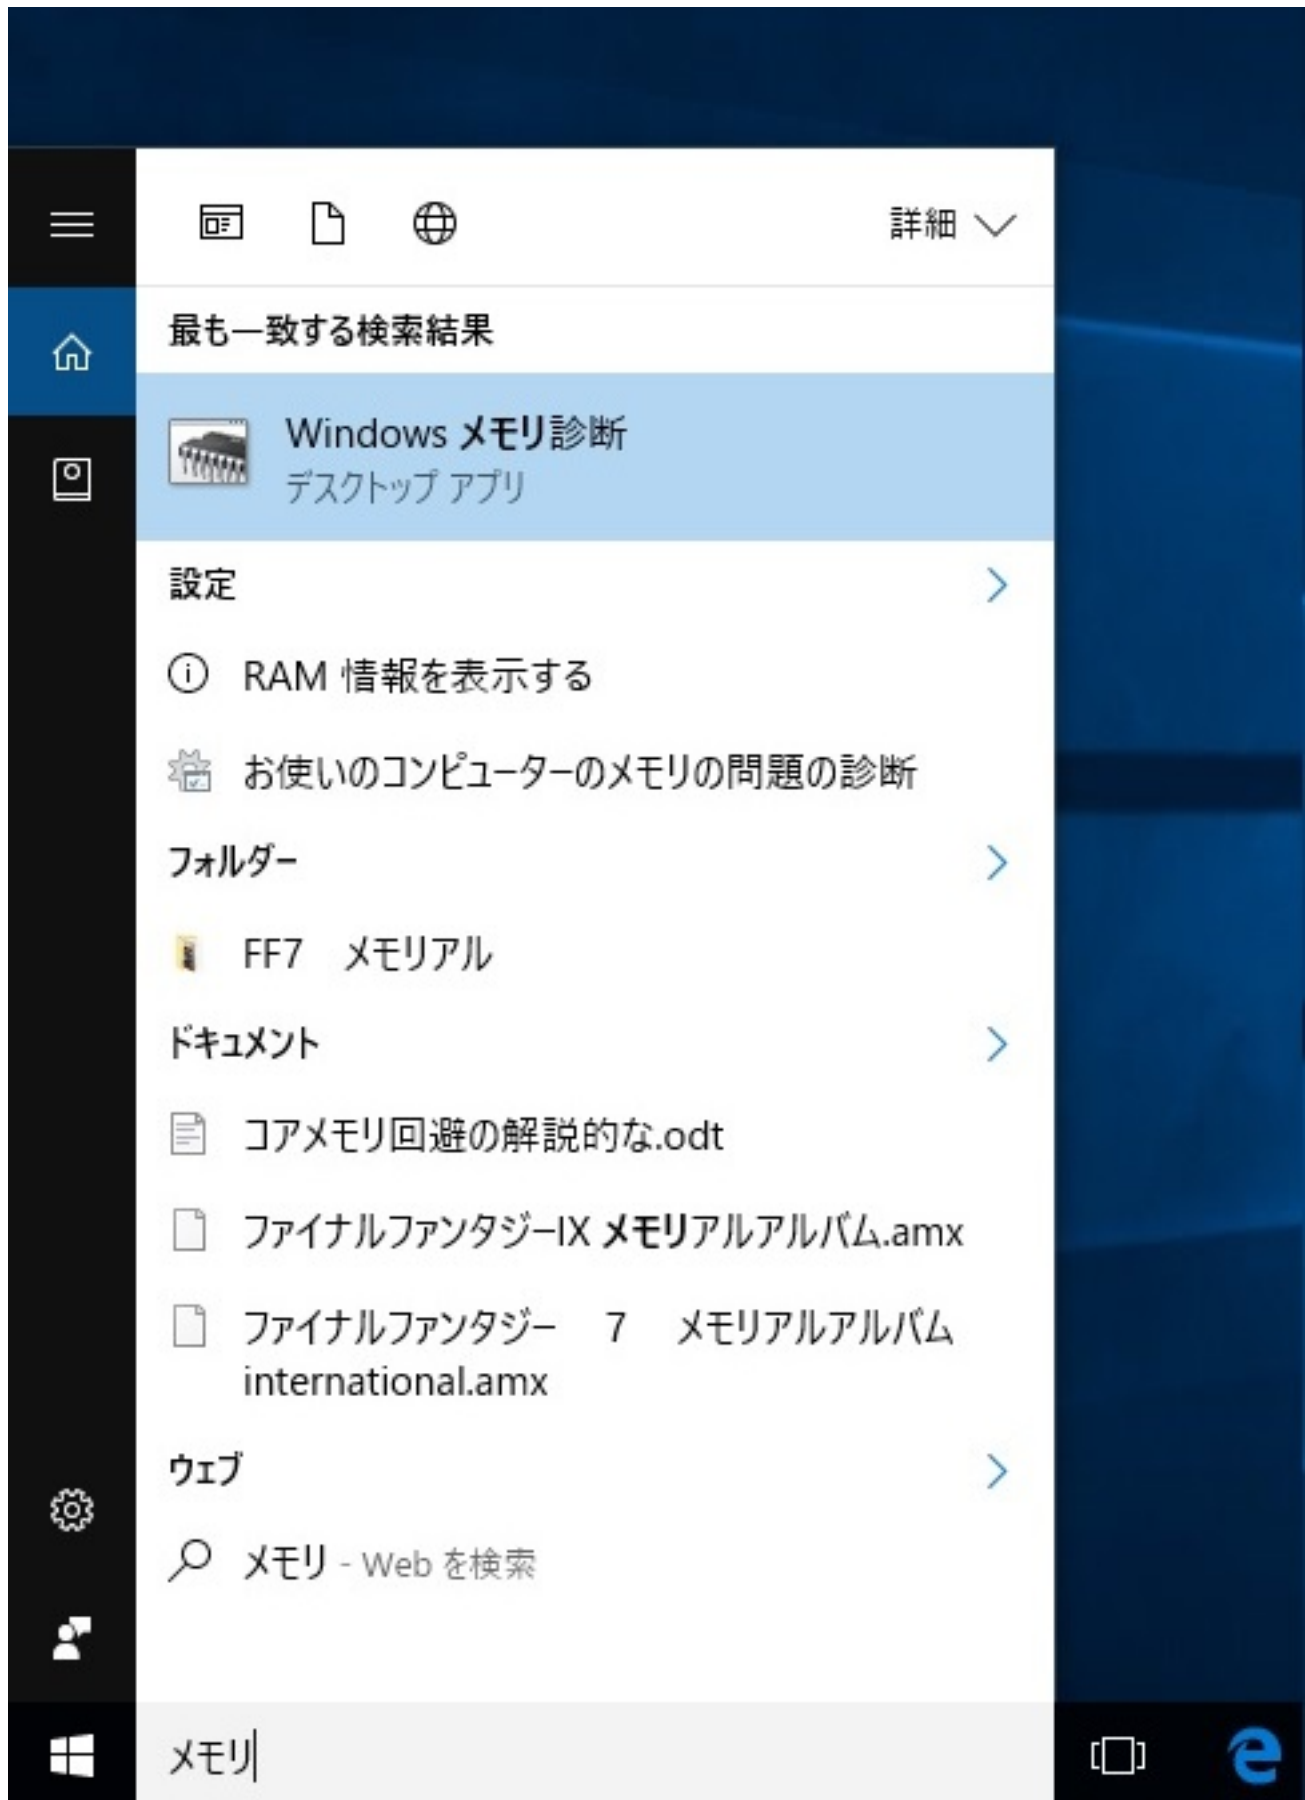 詳細
最も一致する検索結果
Windows メモリ診断
デスクトップ アプリ
設定
RAM 情報を表示する
お使いのコンピューターのメモリの問題の診断
フォルダー
FF7　メモリアル
ドキュメント
コアメモリ回避の解説的な.odt
ファイナルファンタジーIX メモリアルアルバム.amx
ファイナルファンタジー　7　メモリアルアルバム
international.amx
ウェブ
メモリ - Web を検索
メモリ